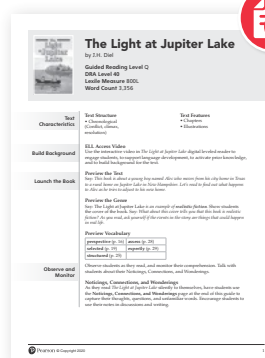 The Light
at Jupiter
Lake
The Light at Jupiter Lake
by J.H. Diel
Guided Reading Level Q
DRA Level 40
Lexile Measure 800L
Word Count 3,356
Text Characteristics
Text Structure
• Chronological
(Conflict, climax,
resolution)
Text Features
• Chapters
• Illustrations
Build Background
ELL Access Video
Use the interactive video in The Light at Jupiter Lake digital leveled reader to
engage students, to support language development, to activate prior knowledge,
and to build background for the text.
Launch the Book
Preview the Text
Say: This book is about a young boy named Alex who moves from his city home in Texas
to a rural home on Jupiter Lake in New Hampshire. Let's read to find out what happens
to Alex as he tries to adjust to his new home.
Preview the Genre
Say: The Light at Jupiter Lake is an example of realistic fiction. Show students
the cover of the book. Say: What about this cover tells you that this book is realistic
fiction? As you read, ask yourself if the events in the story are things that could happen
in real life.
Preview Vocabulary
perspective (p. 16) access (p. 28)
selected (p. 19) expertly (p. 29)
structural (p. 25)
Observe and Monitor
Observe students as they read, and monitor their comprehension. Talk with
students about their Noticings, Connections, and Wonderings.
Noticings, Connections, and Wonderings
As they read The Light at Jupiter Lake silently to themselves, have students use
the Noticings, Connections, and Wonderings page at the end of this guide to
capture their thoughts, questions, and unfamiliar words. Encourage students to
use their notes in discussions and writing.
Pearson © Copyright 2020
1